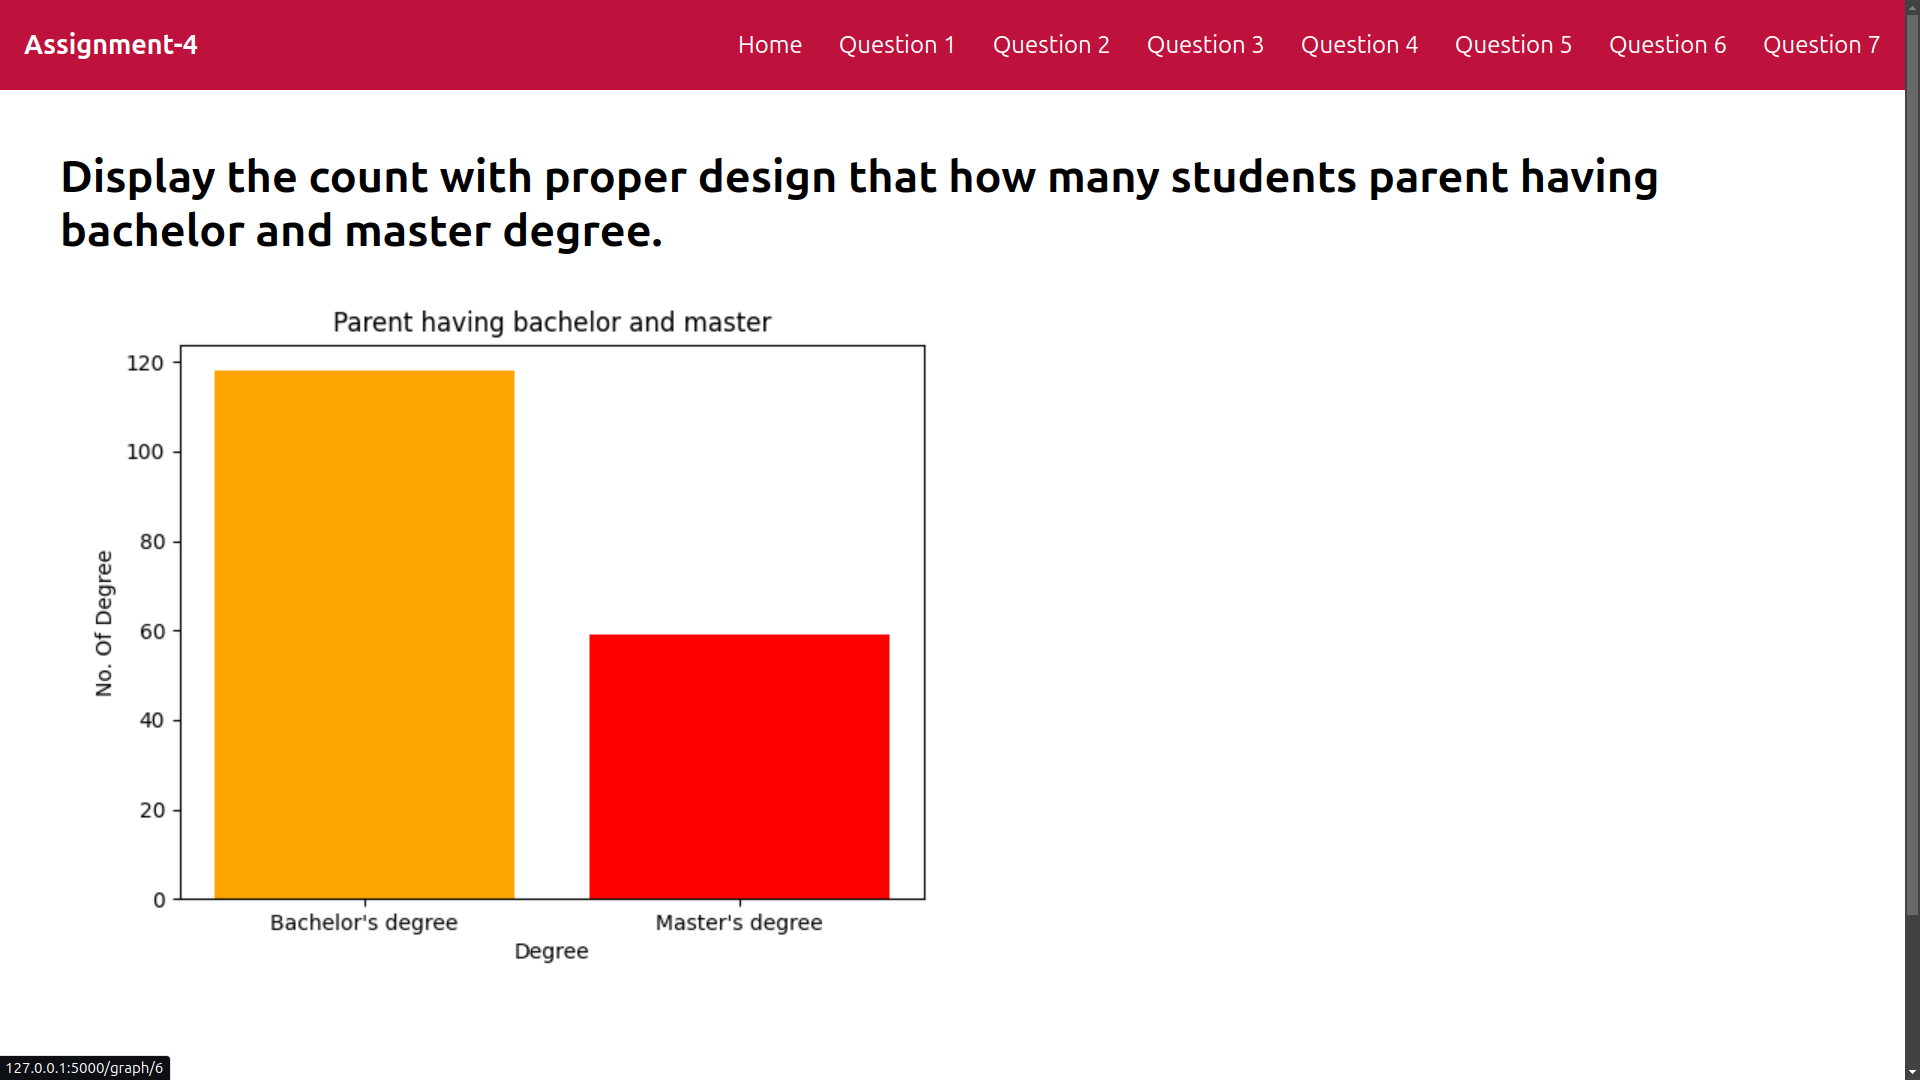 Assignment-4
Home Question 1 Question 2 Question 3 Question 4 Question 5 Question 6 Question 7
Display the count with proper design that how many students parent having
bachelor and master degree.
Parent having bachelor and master
120
100
80
60
40
20
0
No. Of Degree
Bachelor's degree Master's degree
Degree
127.0.0.1:5000/graph/6